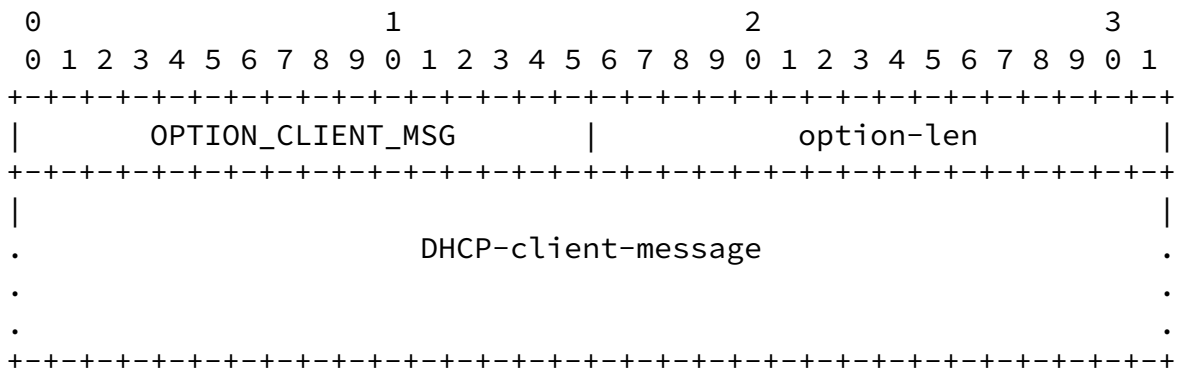 0                   1                   2                   3
 0 1 2 3 4 5 6 7 8 9 0 1 2 3 4 5 6 7 8 9 0 1 2 3 4 5 6 7 8 9 0 1
+-+-+-+-+-+-+-+-+-+-+-+-+-+-+-+-+-+-+-+-+-+-+-+-+-+-+-+-+-+-+-+-+
|       OPTION_CLIENT_MSG       |           option-len          |
+-+-+-+-+-+-+-+-+-+-+-+-+-+-+-+-+-+-+-+-+-+-+-+-+-+-+-+-+-+-+-+-+
|                                                               |
.                      DHCP-client-message                      .
.                                                               .
.                                                               .
+-+-+-+-+-+-+-+-+-+-+-+-+-+-+-+-+-+-+-+-+-+-+-+-+-+-+-+-+-+-+-+-+